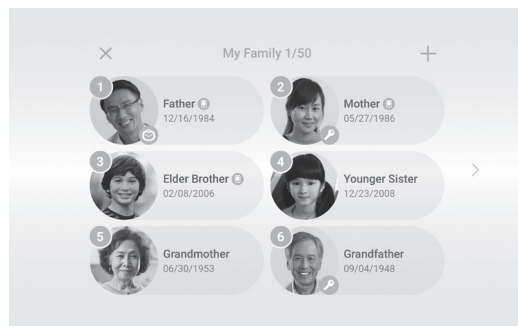 My Family 1/50
1
Father
12/16/1984
2
Mother
05/27/1986
3
Elder Brother
02/08/2006
4
Younger Sister
12/23/2008
5
Grandmother
06/30/1953
6
Grandfather
09/04/1948